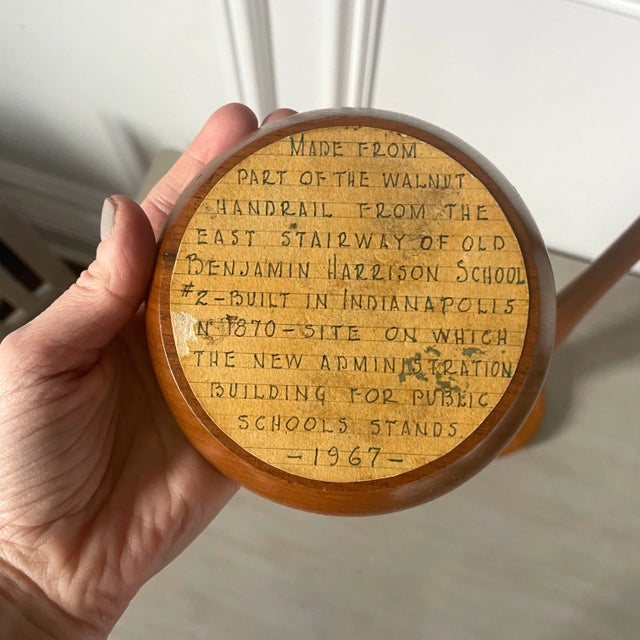 MADE FROM
PART OF THE WALNUT
HANDRAIL FROM THE
EAST STAIRWAY OF OLD
BENJAMIN HARRISON SCHOOL
#2-BUILT IN INDIANAPOLIS
N 1870-SITE ON WHICH
THE NEW ADMINISTRATION
BUILDING FOR PUBLIC
SCHOOLS STANDS
-1967-